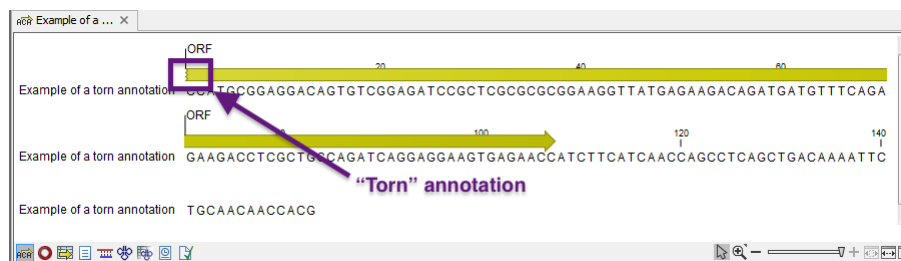 Example of a ...
ORF
20 40 60
Example of a torn annotation CCATGCGGAGGACAGTGTCGGAGATCCGCTCGCGCGCGGAAGGTTATGAGAAGACAGATGATGTTTCAGA
ORF
100 120 140
Example of a torn annotation GAAGACCTCGCTGCCAGATCAGGAGGAAGTGAGAACCATCTTCATCAACCAGCCTCAGCTGACAAAATTC
"Torn" annotation
Example of a torn annotation TGCAACAACCACG